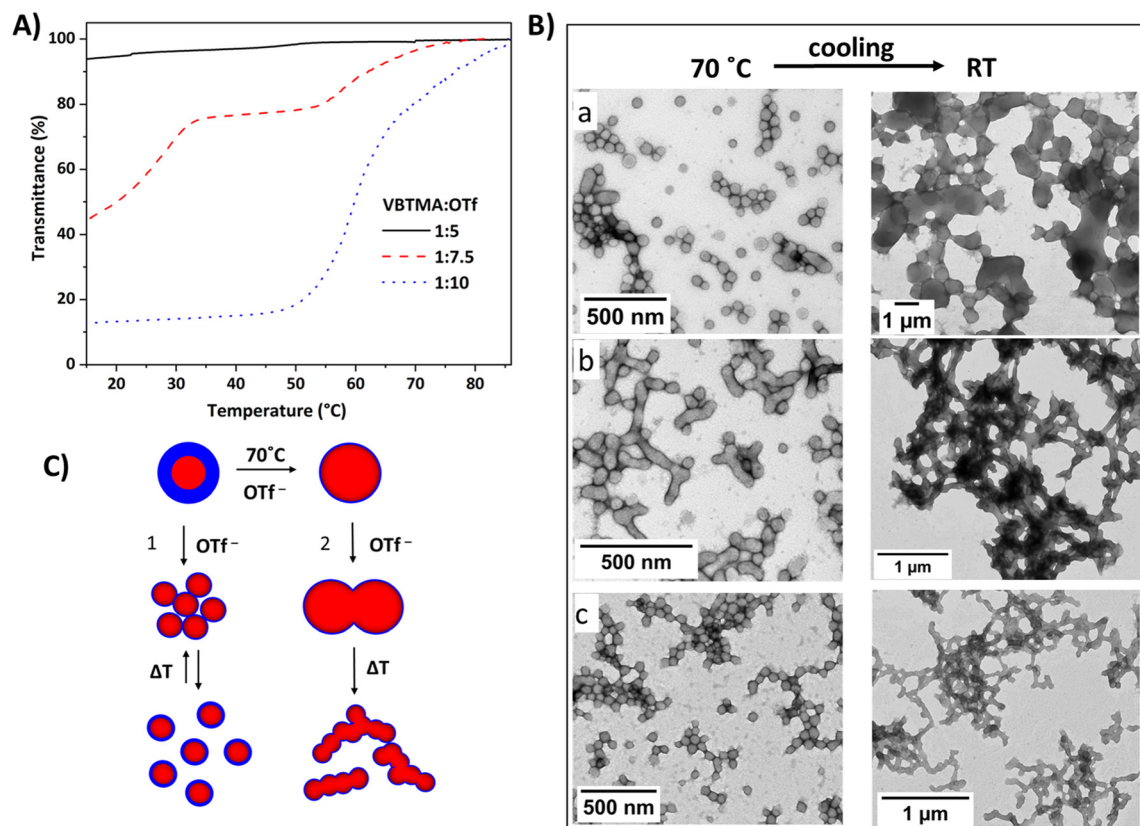 A)
100
80
60
40
20
0
Transmittance (%)
VBTMA:OTf
1:5
1:7.5
1:10
20 30 40 50 60 70 80
Temperature (°C)
B)
cooling
70 ˚C RT
a
500 nm
1 µm
b
500 nm
1 µm
c
500 nm
1 µm
C)
70˚C
OTf⁻
1 OTf⁻
2 OTf⁻
ΔT
ΔT